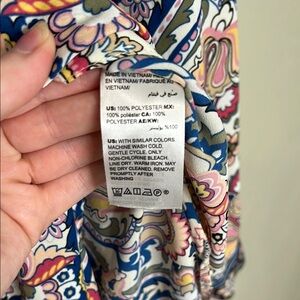 MADE IN VIETNAM/
EN VIETNAM/ FABRIQUE AU
VIETNAM/
صنع في فيتنام
US: 100% POLYESTER MX:
100% poliéster CA: 100%
POLYESTER AE/KW:
%100 بوليستر
US: WITH SIMILAR COLORS.
MACHINE WASH COLD.
GENTLE CYCLE. ONLY
NON-CHLORINE BLEACH.
LINE DRY. WARM IRON. MAY
BE DRY CLEANED. REMOVE
PROMPTLY AFTER
WASHING